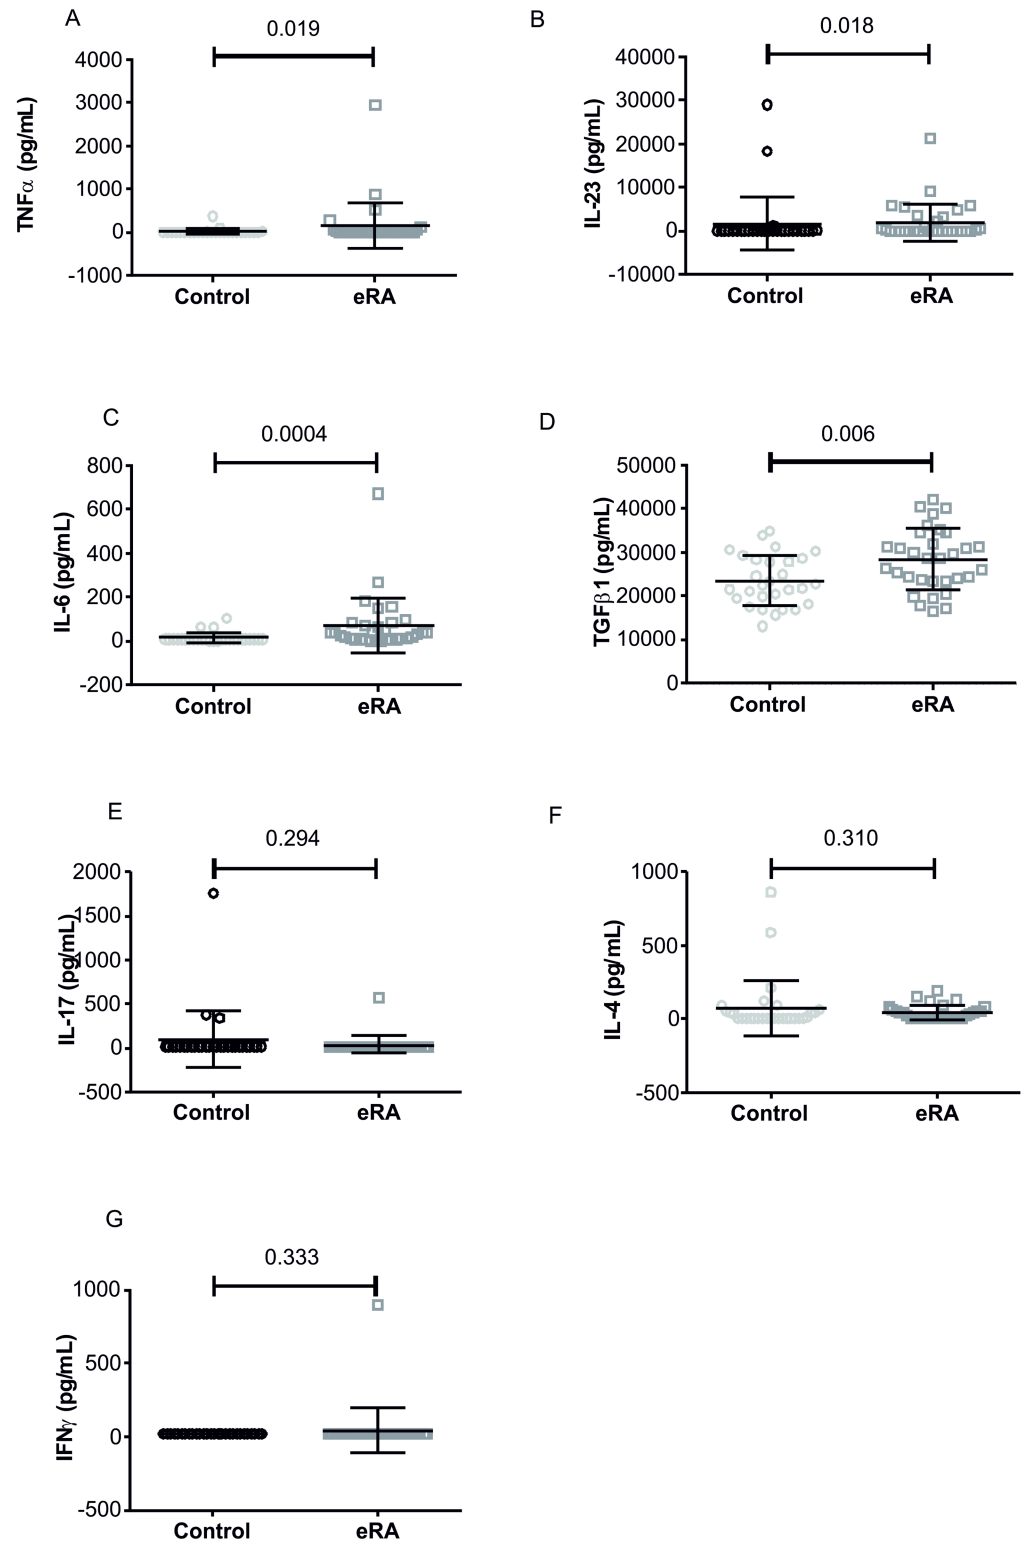 A
0.019
TNFα (pg/mL)
4000
3000
2000
1000
0
-1000
Control
eRA
B
0.018
IL-23 (pg/mL)
40000
30000
20000
10000
0
-10000
Control
eRA
C
0.0004
IL-6 (pg/mL)
800
600
400
200
0
-200
Control
eRA
D
0.006
TGFβ1 (pg/mL)
50000
40000
30000
20000
10000
0
Control
eRA
E
0.294
IL-17 (pg/mL)
2000
1500
1000
500
0
-500
Control
eRA
F
0.310
IL-4 (pg/mL)
1000
500
0
-500
Control
eRA
G
0.333
IFNγ (pg/mL)
1000
500
0
-500
Control
eRA